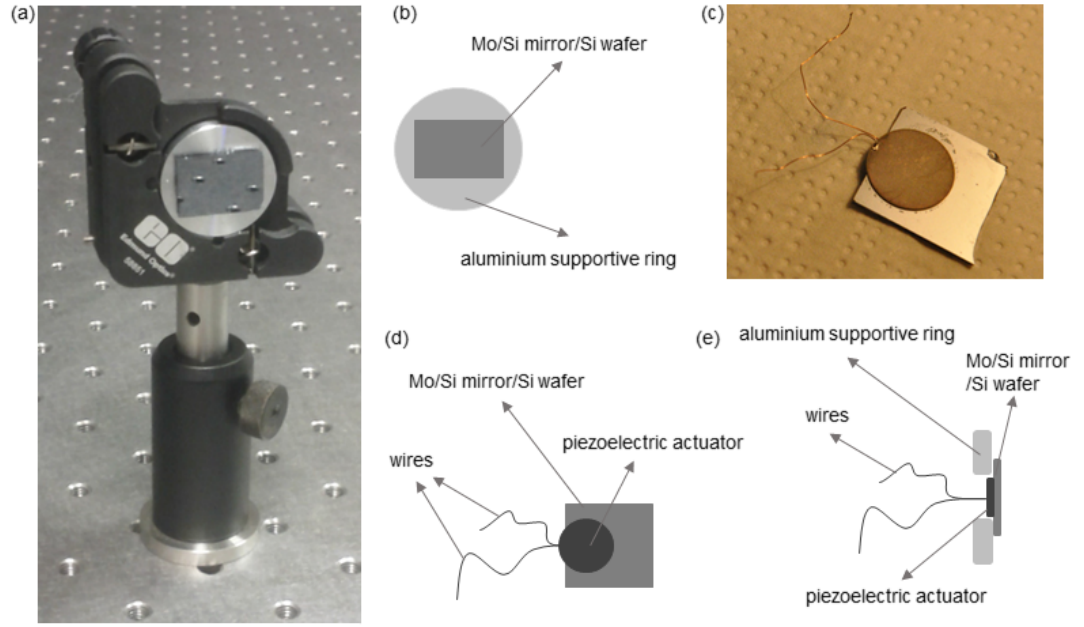 (a)
EO
Edmund Optics®
(b)
Mo/Si mirror/Si wafer
aluminium supportive ring
(c)
(d)
Mo/Si mirror/Si wafer
piezoelectric actuator
wires
(e)
aluminium supportive ring
Mo/Si mirror
/Si wafer
wires
piezoelectric actuator